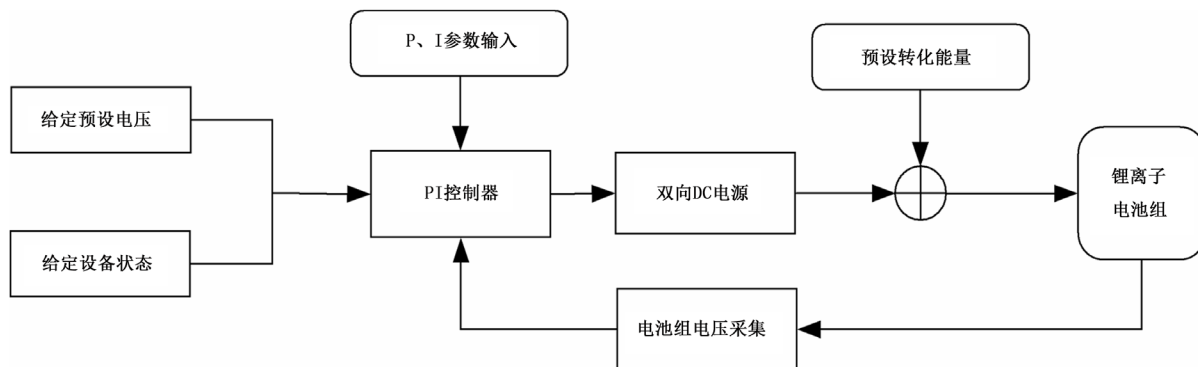 P、I参数输入
预设转化能量
给定预设电压
PI控制器
双向DC电源
锂离子
电池组
给定设备状态
电池组电压采集